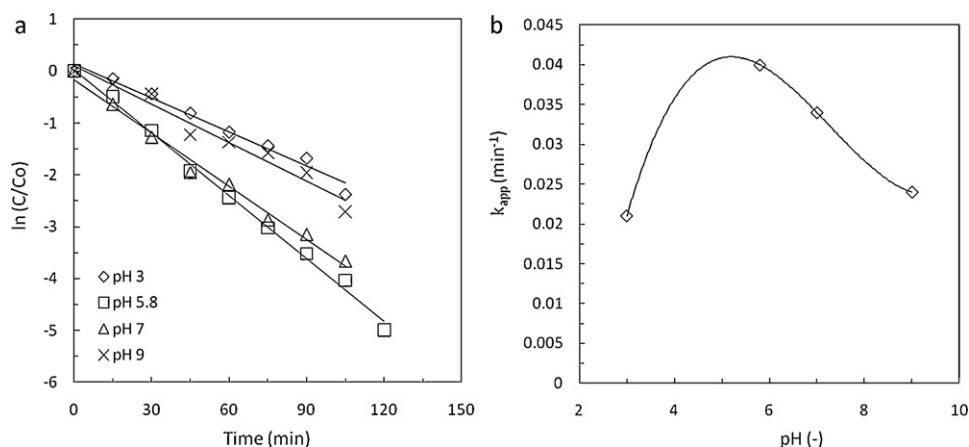 a
ln (C/Co)
1
0
-1
-2
-3
-4
-5
-6
pH 3
pH 5.8
pH 7
pH 9
0 30 60 90 120 150
Time (min)
b
kapp (min-1)
0.045
0.04
0.035
0.03
0.025
0.02
0.015
0.01
0.005
0
2 4 6 8 10
pH (-)